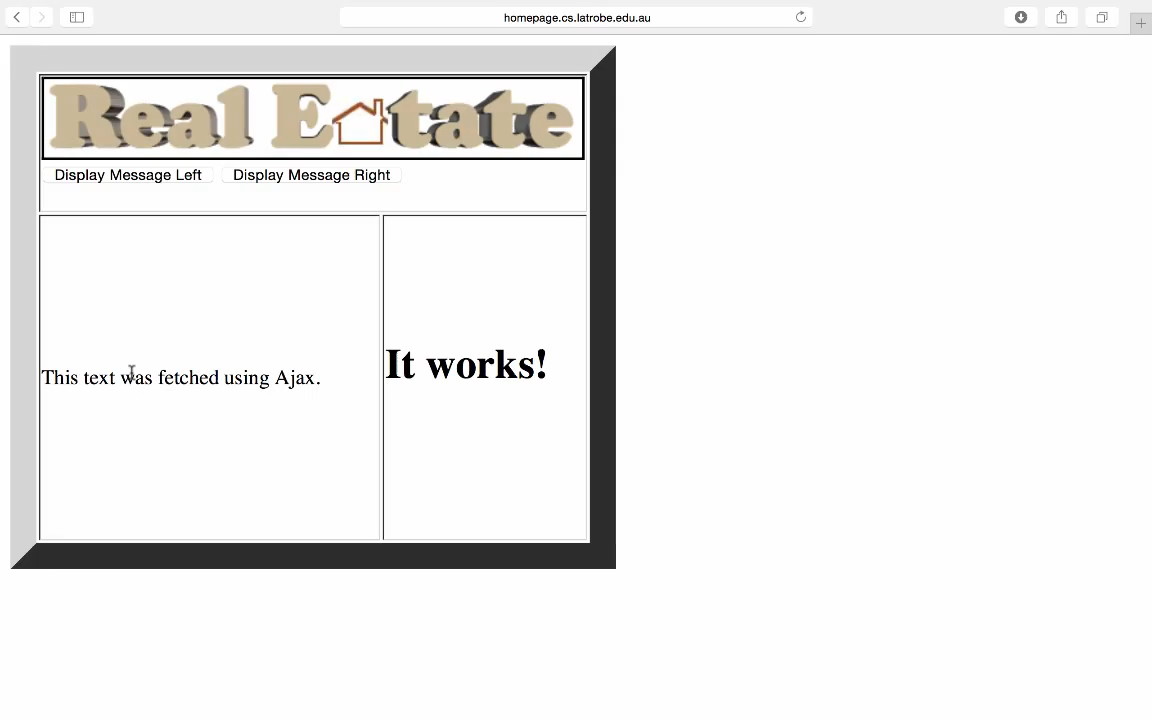 homepage.cs.latrobe.edu.au
Real Estate
Display Message Left Display Message Right
This text was fetched using Ajax.
It works!